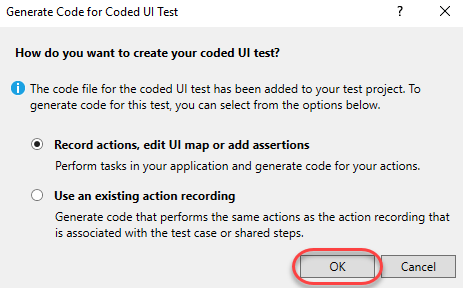 Generate Code for Coded UI Test
?
How do you want to create your coded UI test?
The code file for the coded UI test has been added to your test project. To
generate code for this test, you can select from the options below.
Record actions, edit UI map or add assertions
Perform tasks in your application and generate code for your actions.
Use an existing action recording
Generate code that performs the same actions as the action recording that
is associated with the test case or shared steps.
OK Cancel